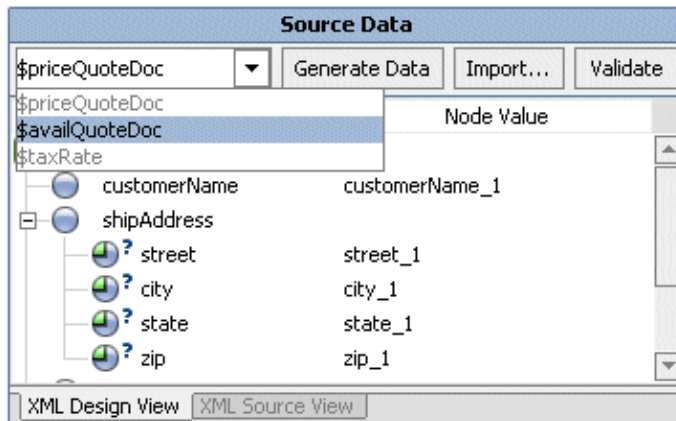 Source Data
$priceQuoteDoc Generate Data Import... Validate
$priceQuoteDoc
Node Value
$availQuoteDoc
$taxRate
customerName customerName_1
shipAddress
? street street_1
? city city_1
? state state_1
? zip zip_1
XML Design View XML Source View